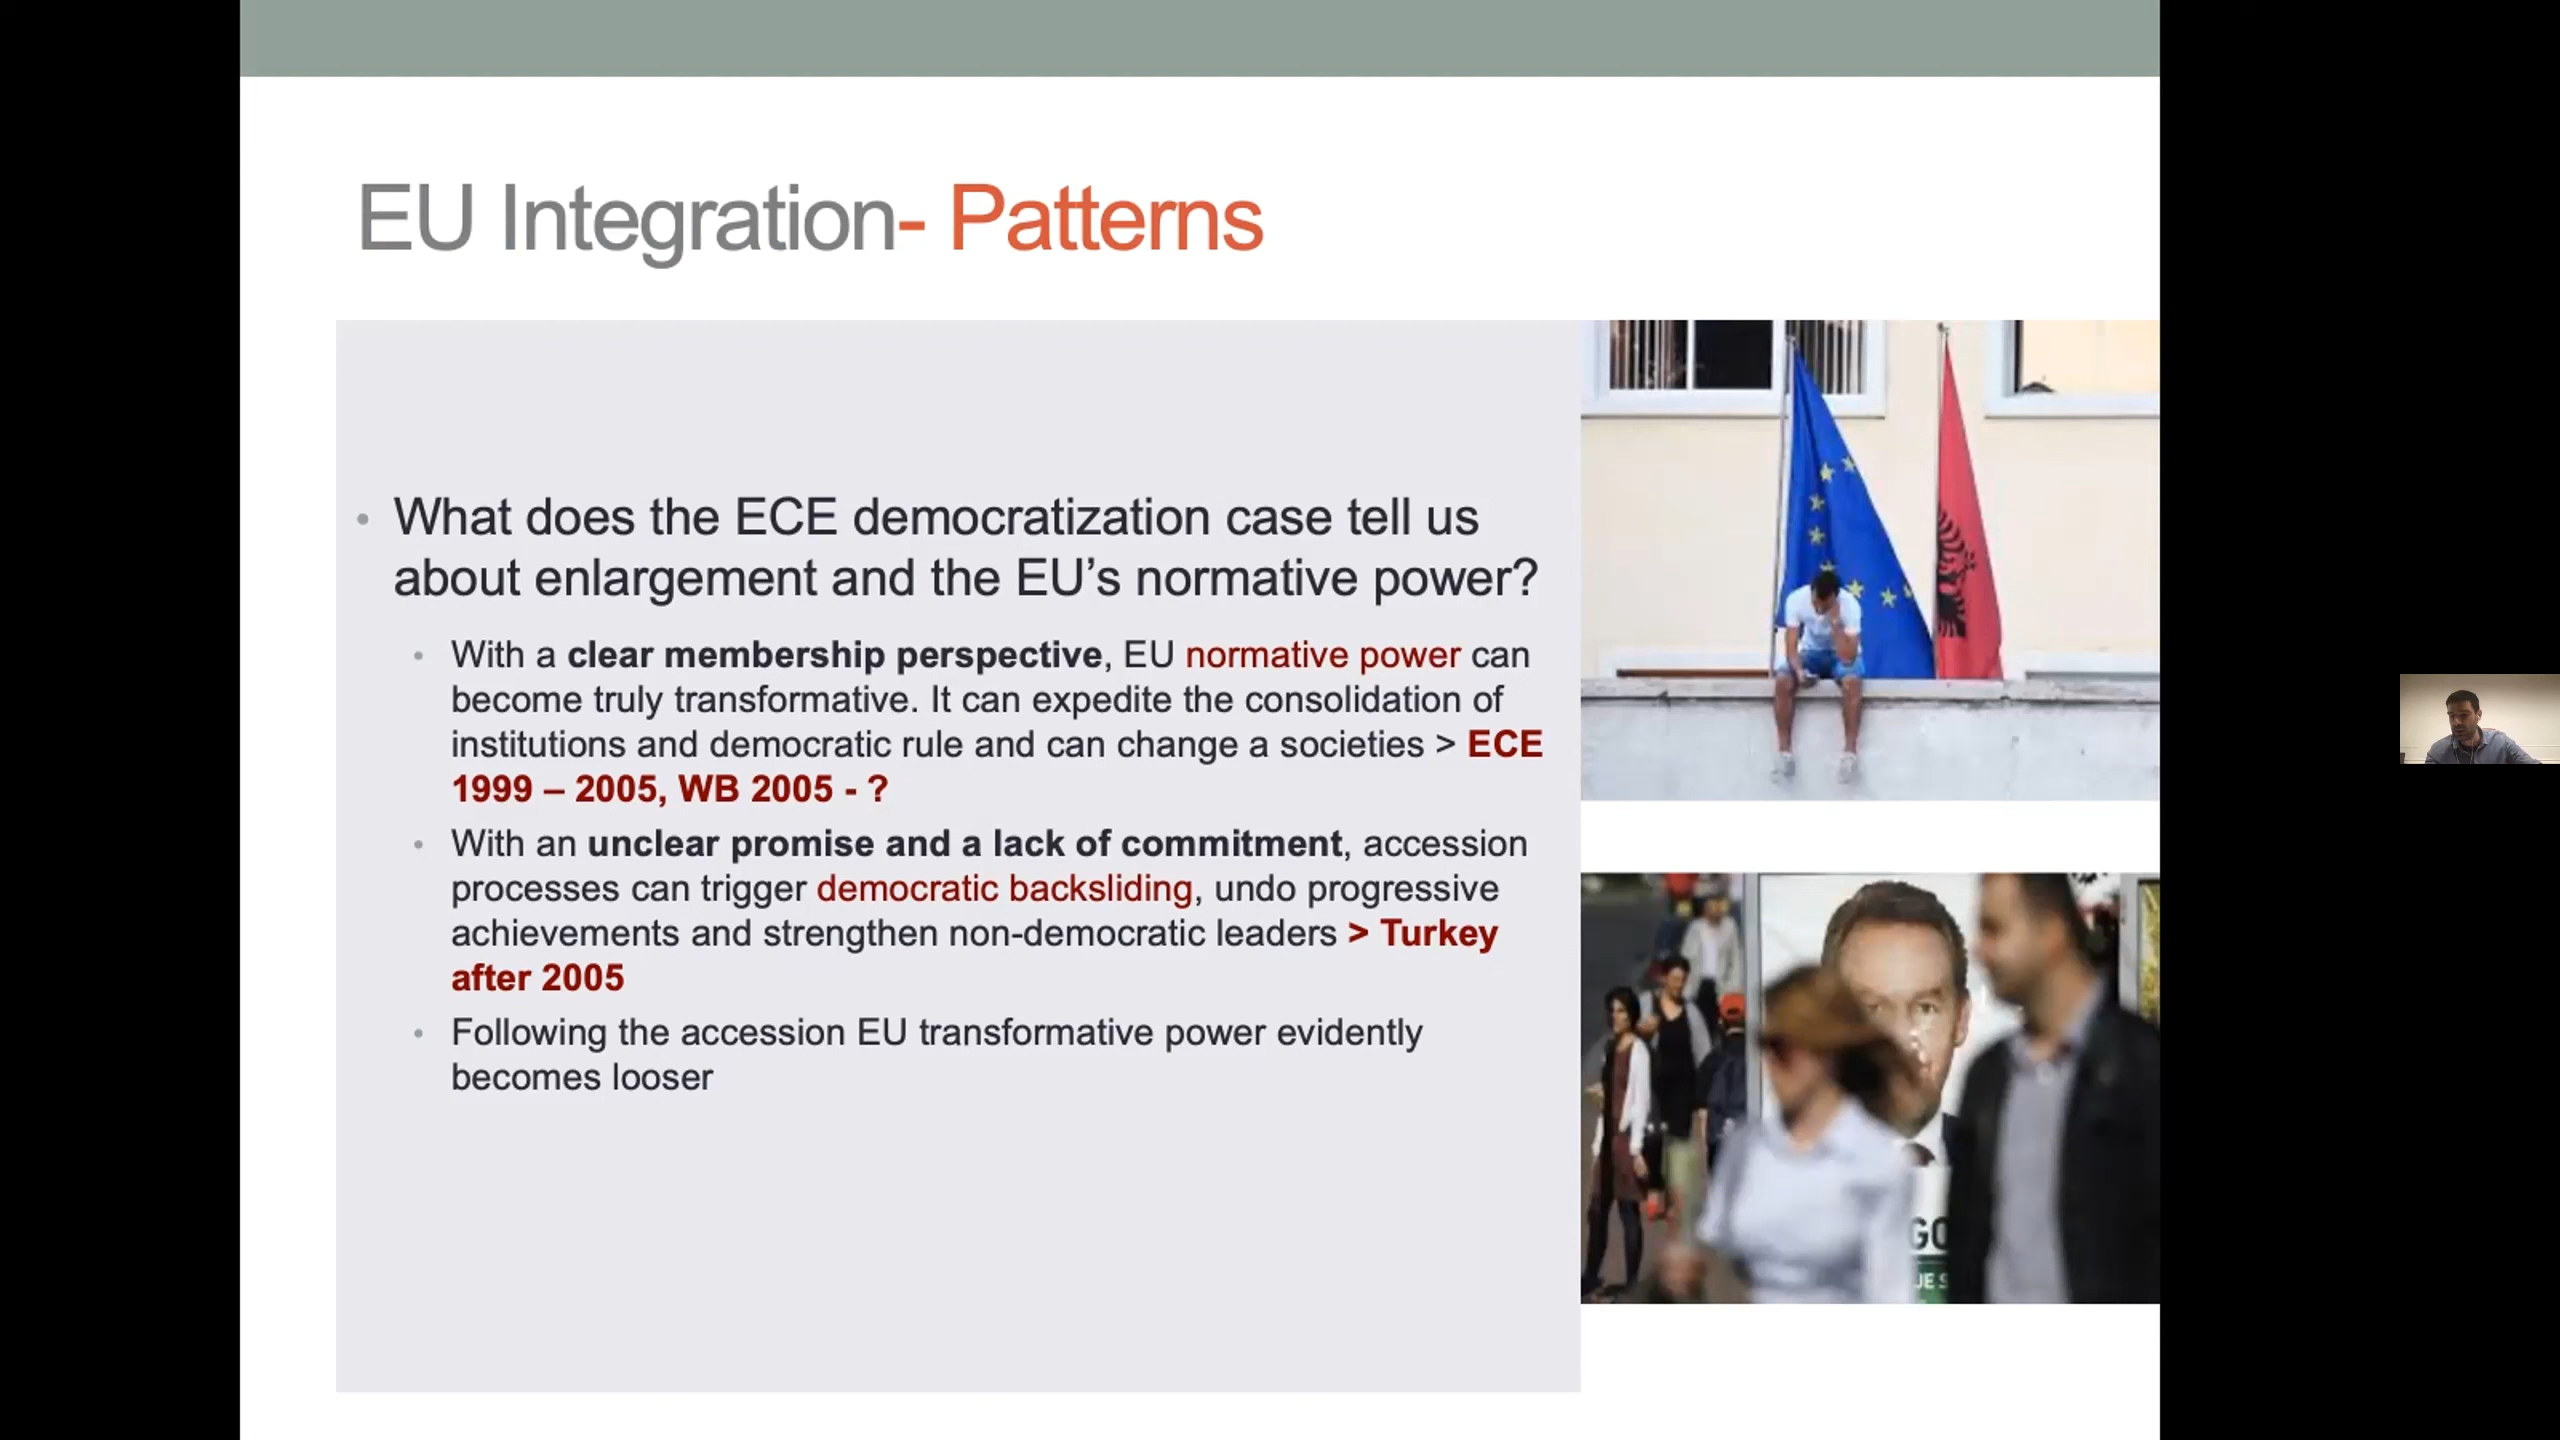 EU Integration- Patterns
• What does the ECE democratization case tell us
about enlargement and the EU’s normative power?
• With a clear membership perspective, EU normative power can
become truly transformative. It can expedite the consolidation of
institutions and democratic rule and can change a societies > ECE
1999 – 2005, WB 2005 - ?
• With an unclear promise and a lack of commitment, accession
processes can trigger democratic backsliding, undo progressive
achievements and strengthen non-democratic leaders > Turkey
after 2005
• Following the accession EU transformative power evidently
becomes looser
GO
JE S